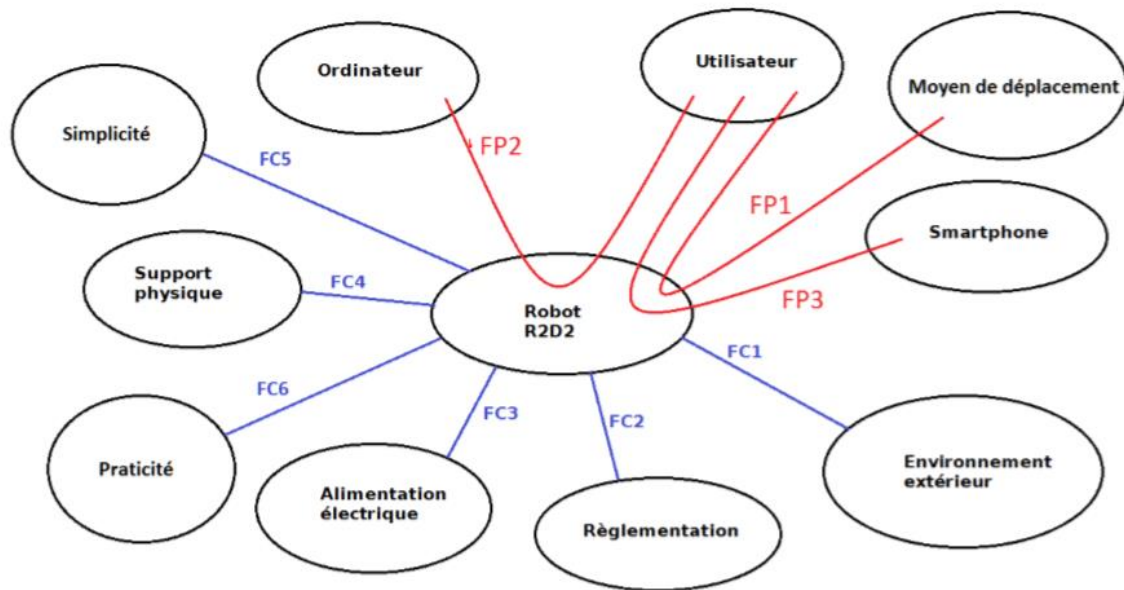 Ordinateur
Utilisateur
Moyen de déplacement
Simplicité
FC5
FP2
FP1
Smartphone
Support
physique
FC4
Robot
R2D2
FP3
FC1
FC6
FC3
FC2
Praticité
Alimentation
électrique
Règlementation
Environnement
extérieur